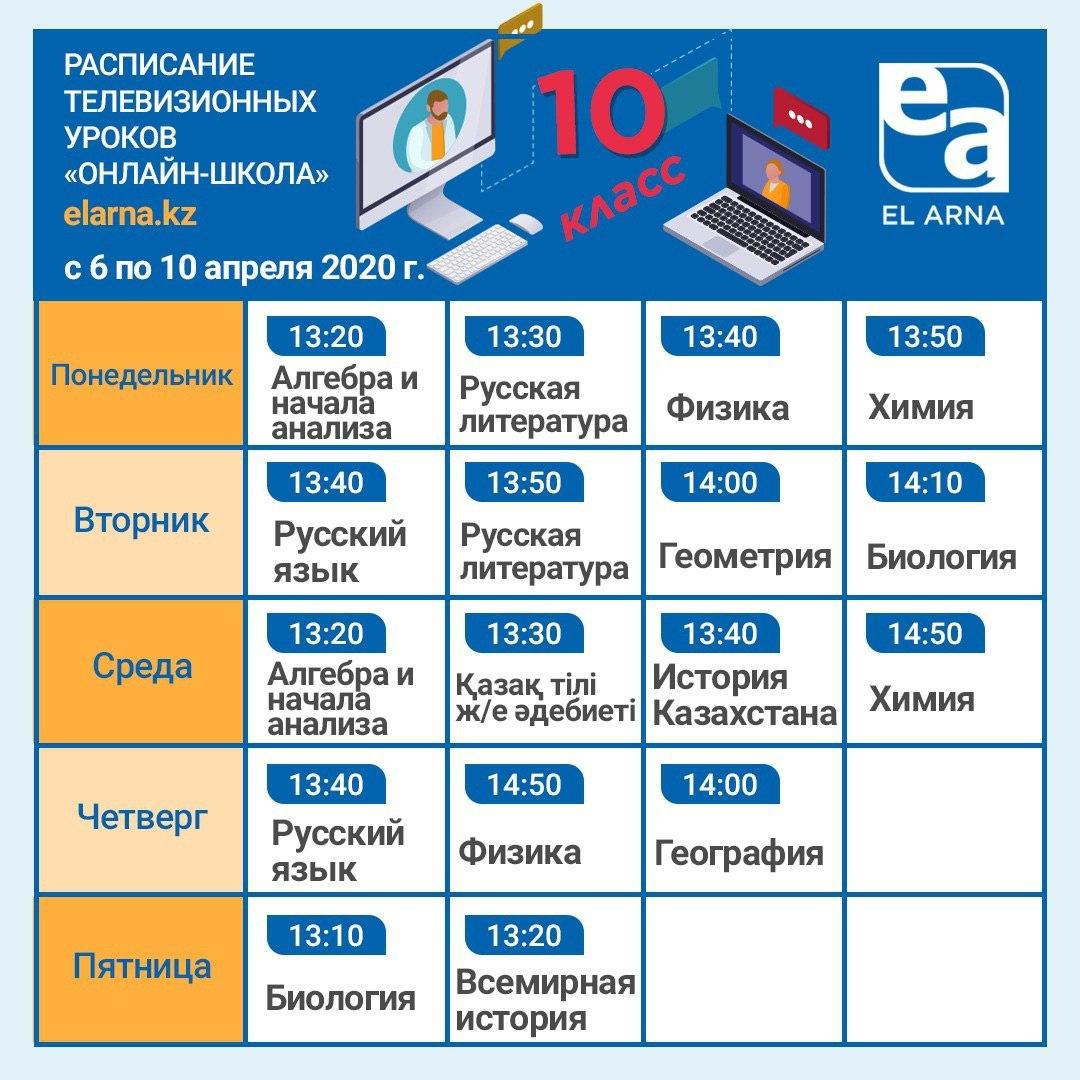 РАСПИСАНИЕ
ТЕЛЕВИЗИОННЫХ
УРОКОВ
«ОНЛАЙН-ШКОЛА»
elarna.kz
с 6 по 10 апреля 2020 г.
10
класс
ea
EL ARNA
Понедельник
13:20
Алгебра и
начала
анализа
13:30
Русская
литература
13:40
Физика
13:50
Химия
Вторник
13:40
Русский
язык
13:50
Русская
литература
14:00
Геометрия
14:10
Биология
Среда
13:20
Алгебра и
начала
анализа
13:30
Қазақ тілі
ж/е әдебиеті
13:40
История
Казахстана
14:50
Химия
Четверг
13:40
Русский
язык
14:50
Физика
14:00
География
Пятница
13:10
Биология
13:20
Всемирная
история